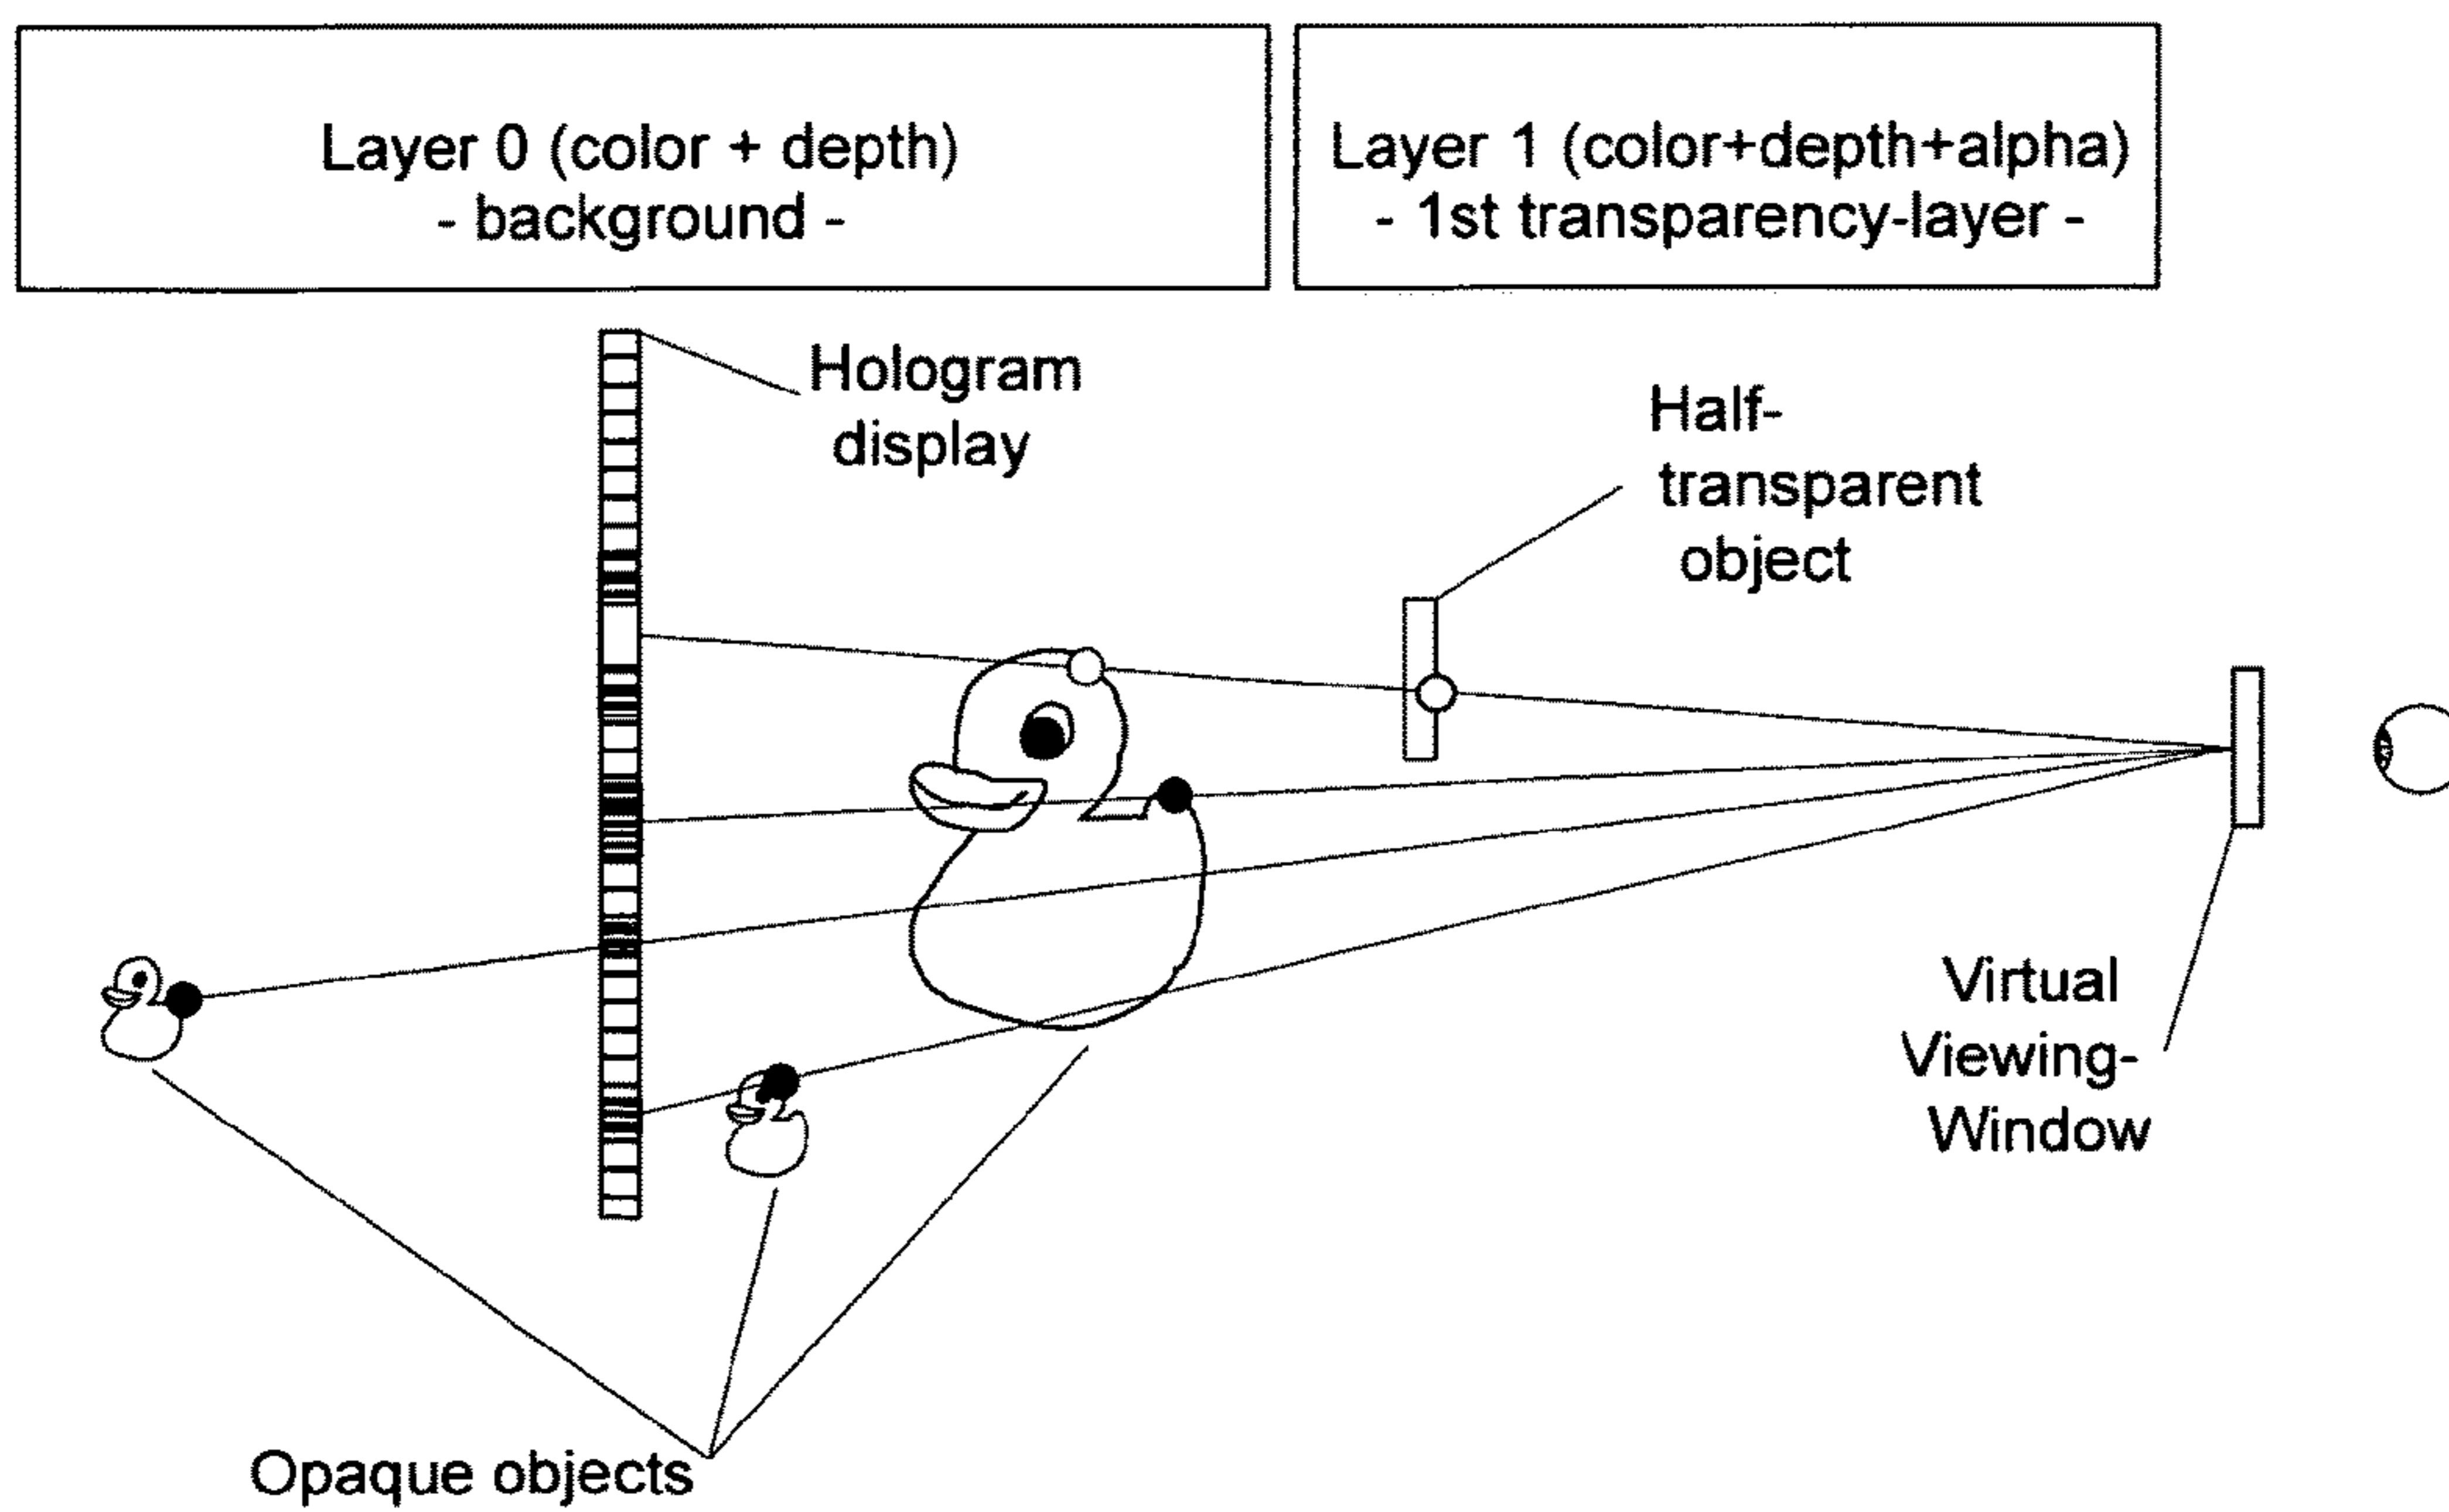 Layer 0 (color + depth)
- background -
Layer 1 (color+depth+alpha)
- 1st transparency-layer -
Hologram
display
Half-
transparent
object
Virtual
Viewing-
Window
Opaque objects